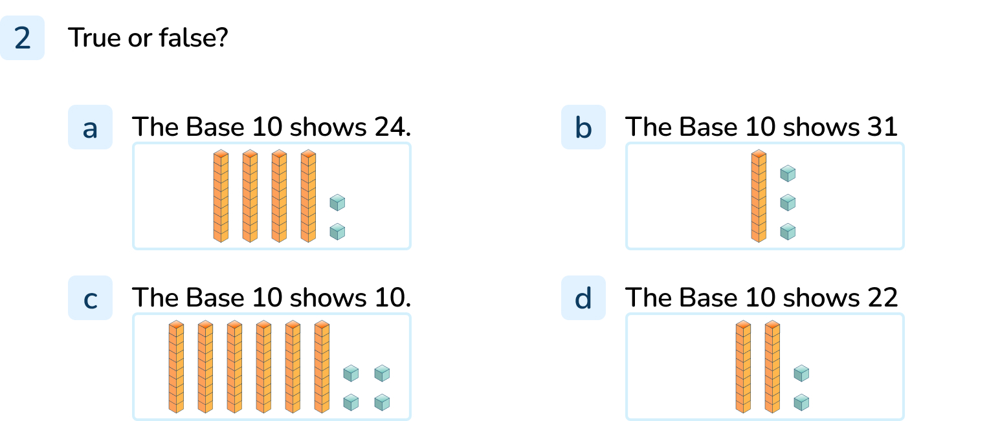 2 True or false?
a The Base 10 shows 24.
b The Base 10 shows 31
c The Base 10 shows 10.
d The Base 10 shows 22